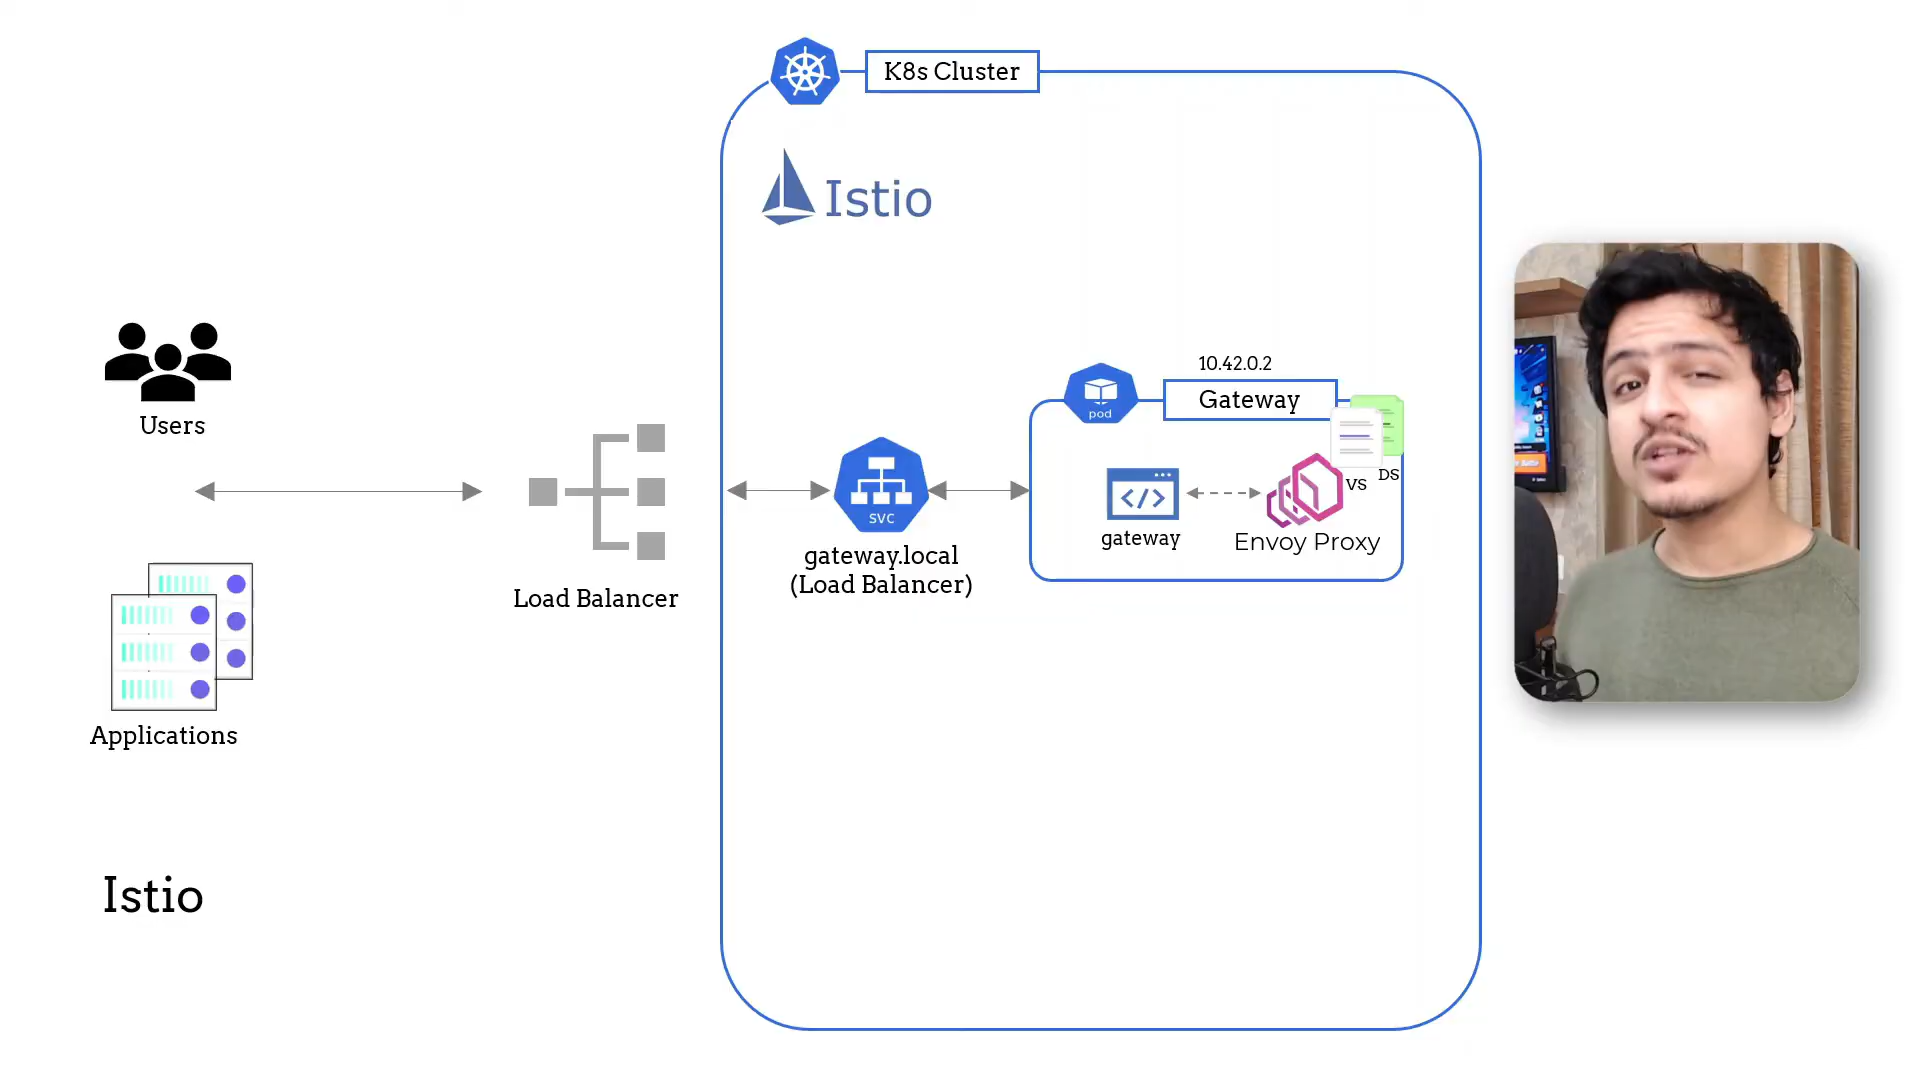 K8s Cluster
Istio
Users
Applications
Load Balancer
svc
gateway.local
(Load Balancer)
10.42.0.2
pod
Gateway
gateway
Envoy Proxy
VS
DS
Istio